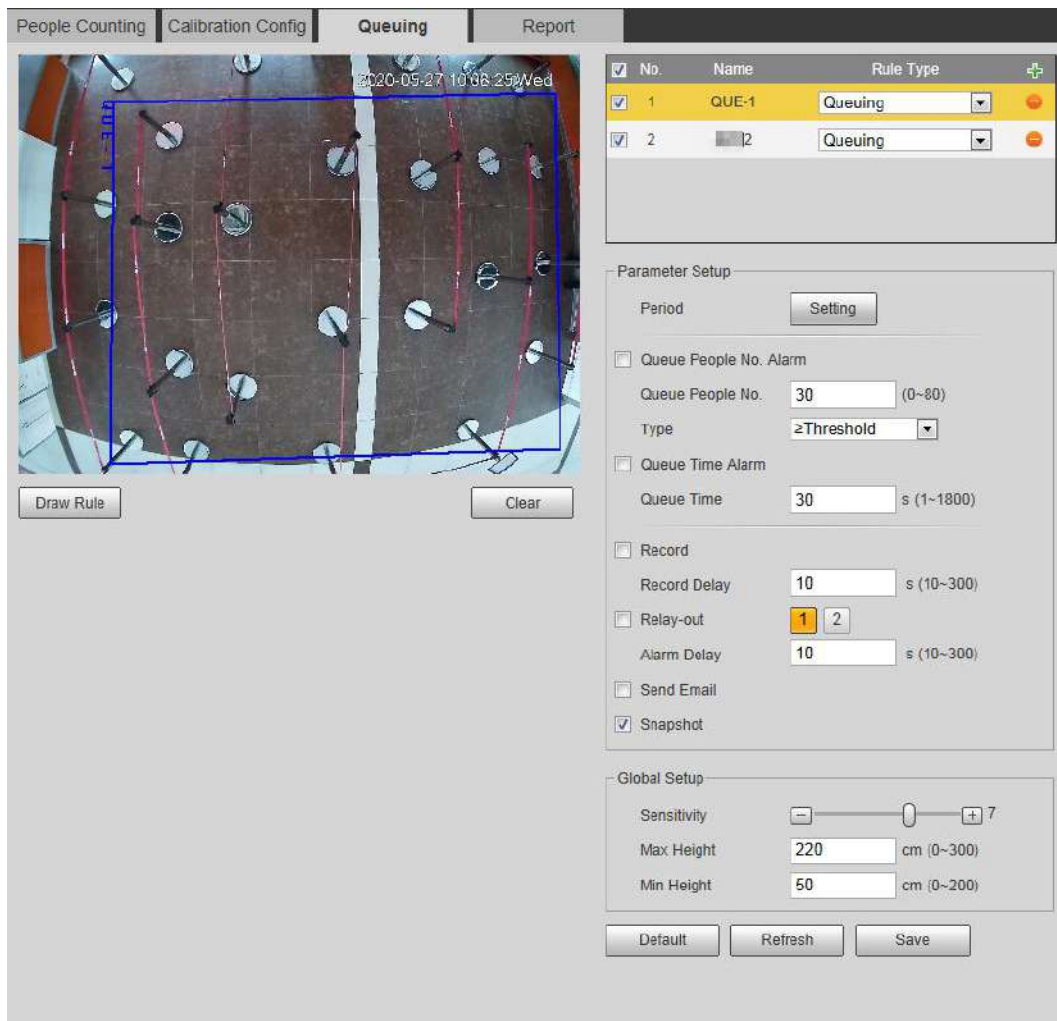 People Counting Calibration Config Queuing Report
2020-05-27 10:08:25 Wed
QUE-1
No. Name Rule Type
1 QUE-1 Queuing
2 2 Queuing
Draw Rule Clear
Parameter Setup
Period Setting
Queue People No. Alarm
Queue People No. 30 (0~80)
Type ≥Threshold
Queue Time Alarm
Queue Time 30 s (1~1800)
Record
Record Delay 10 s (10~300)
Relay-out 1 2
Alarm Delay 10 s (10~300)
Send Email
Snapshot
Global Setup
Sensitivity 7
Max Height 220 cm (0~300)
Min Height 50 cm (0~200)
Default Refresh Save